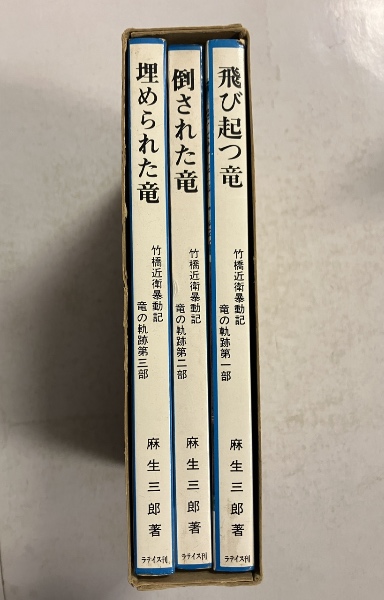 飛び起つ竜
竹橋近衛暴動記
竜の軌跡第一部
麻生三郎著
ラテイス刊
倒された竜
竹橋近衛暴動記
竜の軌跡第二部
麻生三郎著
ラテイス刊
埋められた竜
竹橋近衛暴動記
竜の軌跡第三部
麻生三郎著
ラテイス刊